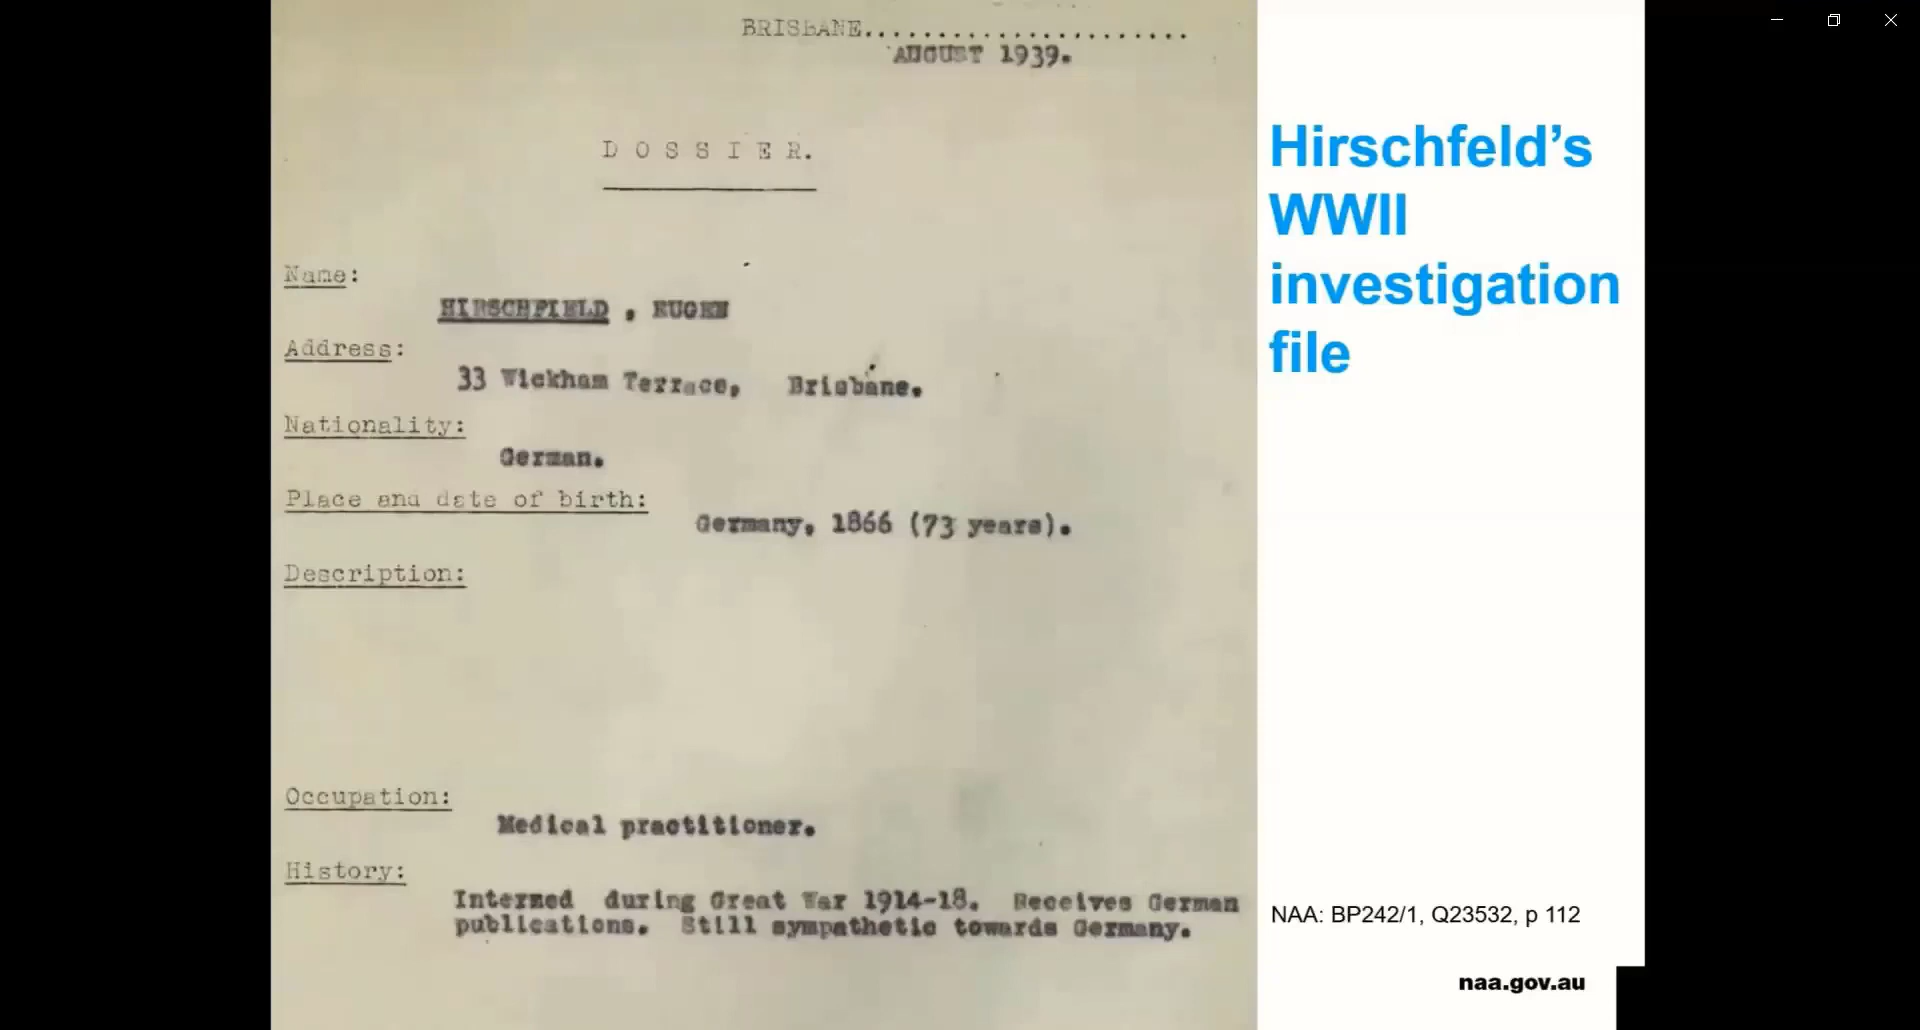 BRISBANE......................
AUGUST 1939.
D O S S I E R.
Name:
HIRSCHFIELD , EUGEN
Address:
33 Wickham Terrace, Brisbane.
Nationality:
German.
Place and date of birth:
Germany, 1866 (73 years).
Description:
Occupation:
Medical practitioner.
History:
Interned during Great War 1914-18. Receives German
publications. Still sympathetic towards Germany.
Hirschfeld’s
WWII
investigation
file
NAA: BP242/1, Q23532, p 112
naa.gov.au